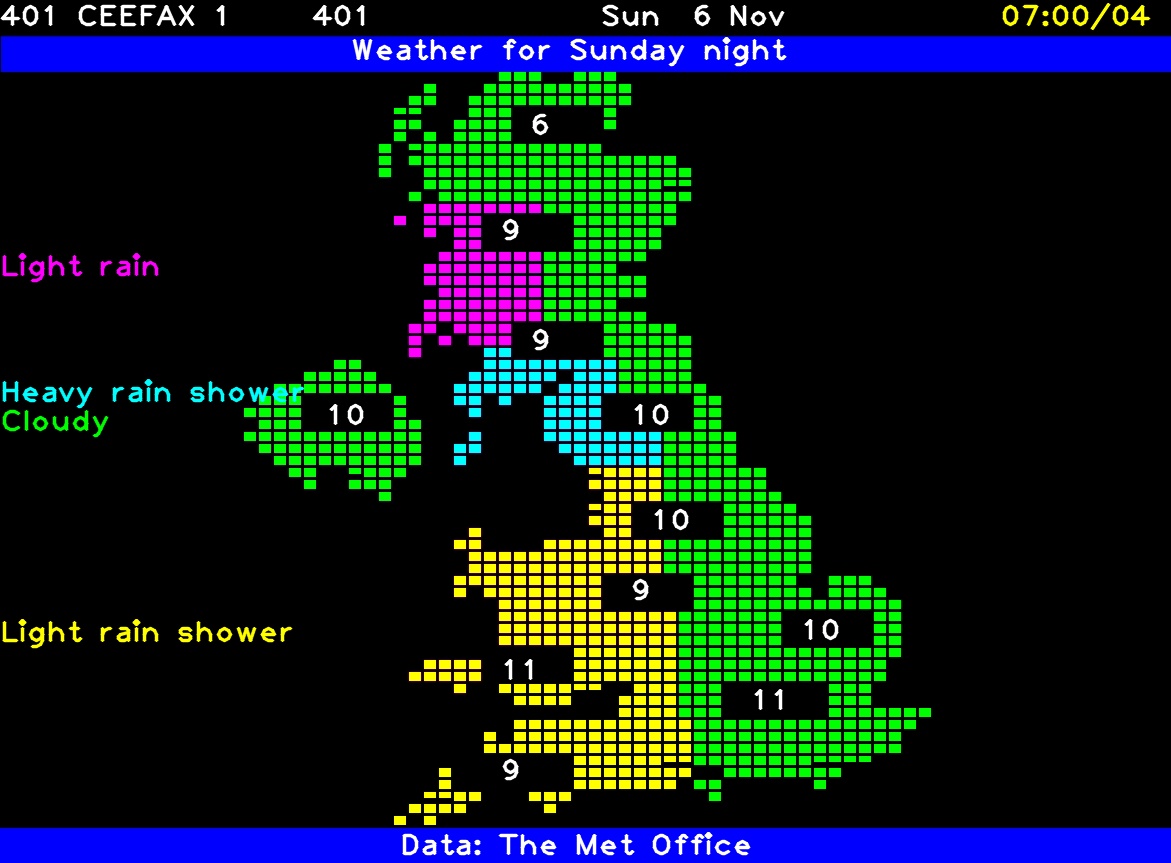 401 CEEFAX 1 401 Sun 6 Nov 07:00/04
Weather for Sunday night
6
9
Light rain
9
Heavy rain shower
10 10
Cloudy
10
9
Light rain shower 10
11
11
9
Data: The Met Office